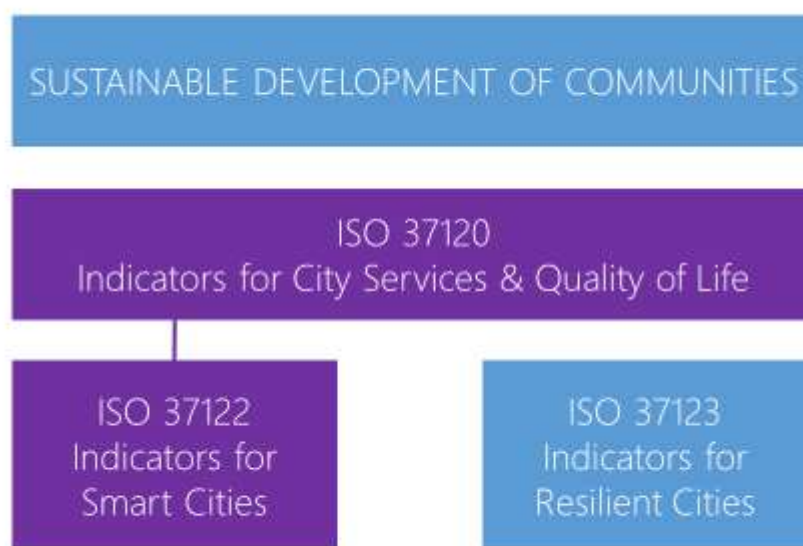 SUSTAINABLE DEVELOPMENT OF COMMUNITIES
ISO 37120
Indicators for City Services & Quality of Life
ISO 37122
Indicators for
Smart Cities
ISO 37123
Indicators for
Resilient Cities